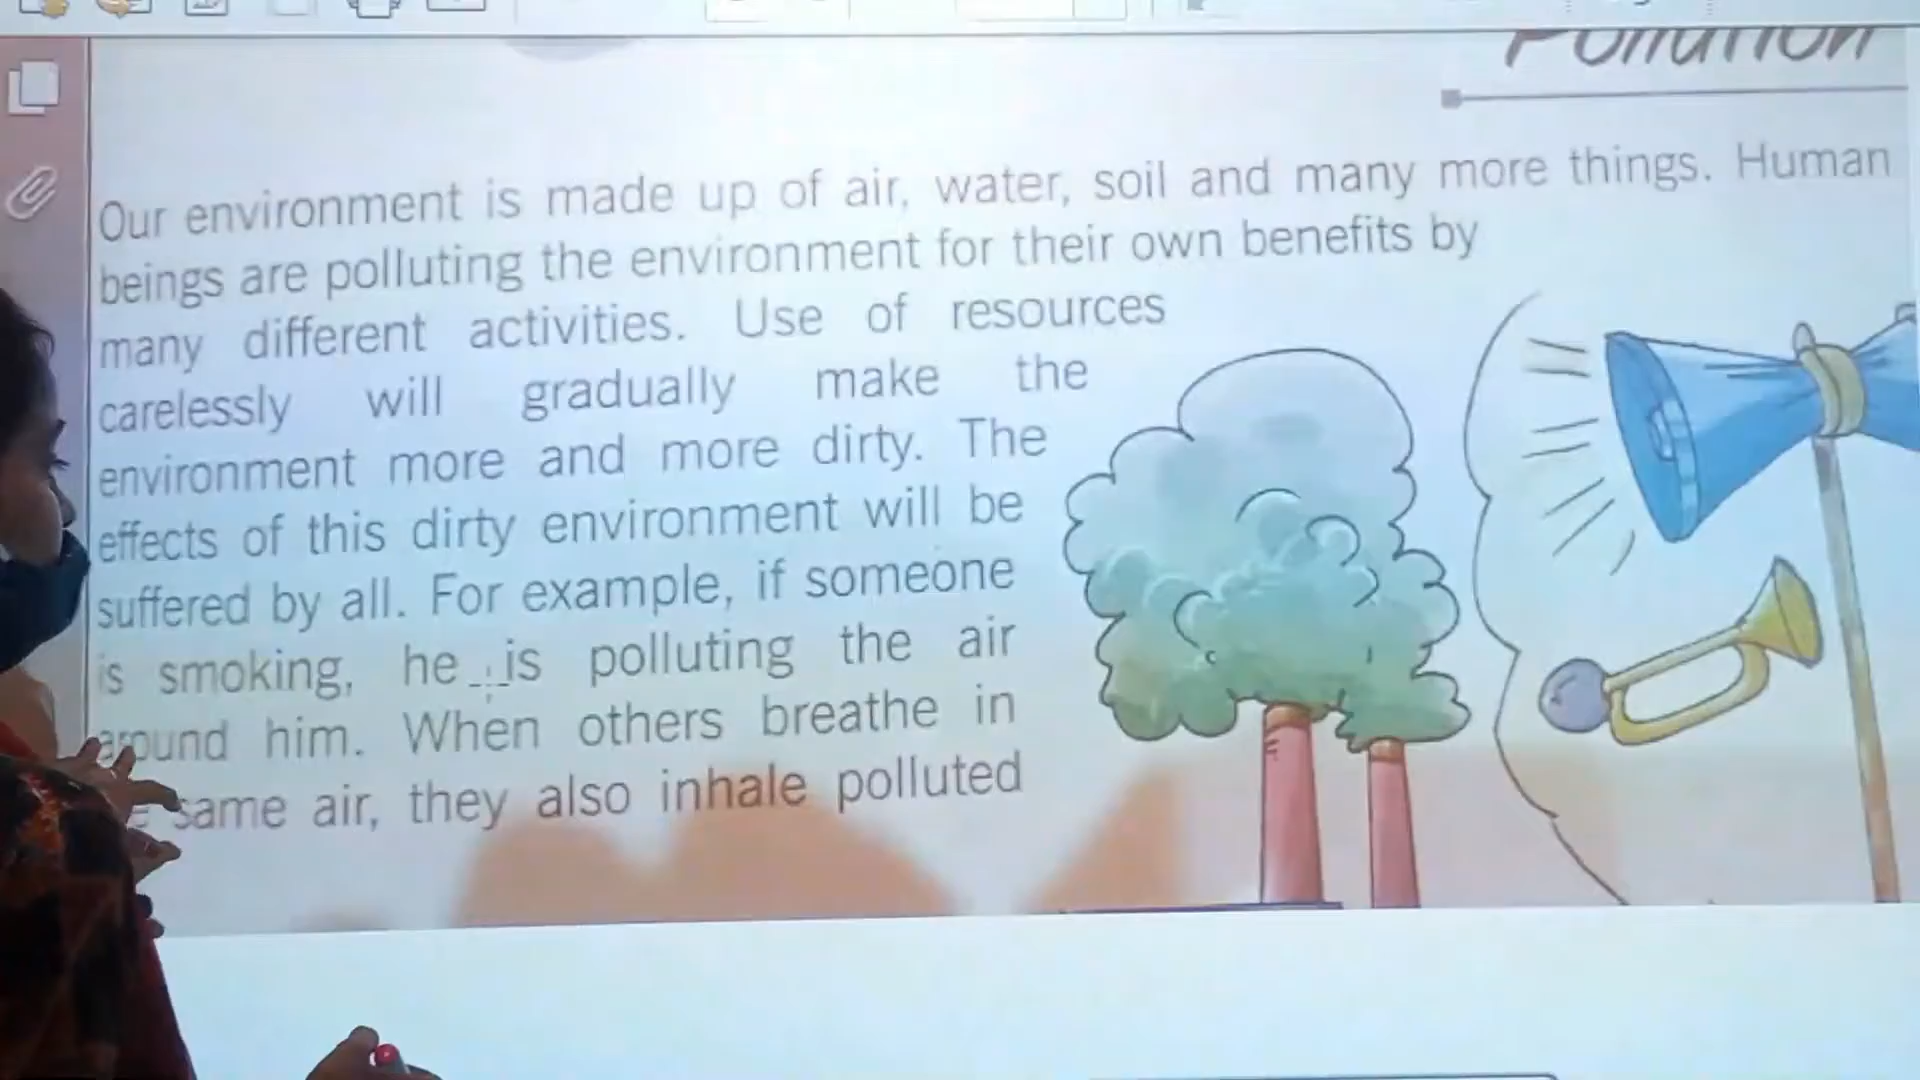 Pollution
Our environment is made up of air, water, soil and many more things. Human
beings are polluting the environment for their own benefits by
many different activities. Use of resources
carelessly will gradually make the
environment more and more dirty. The
effects of this dirty environment will be
suffered by all. For example, if someone
is smoking, he is polluting the air
around him. When others breathe in
same air, they also inhale polluted